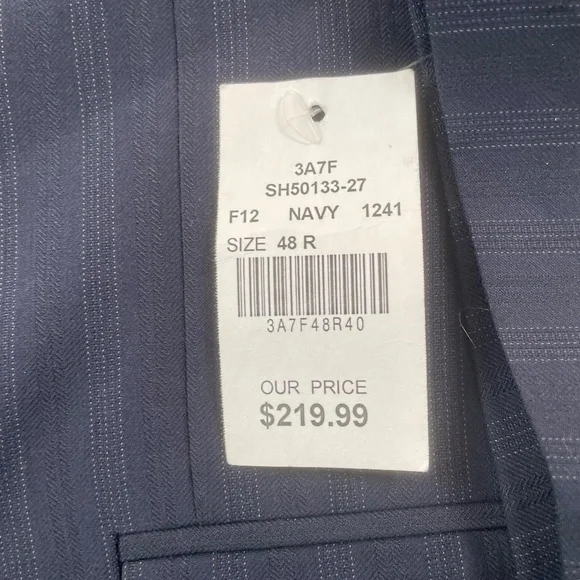 3A7F
SH50133-27
F12 NAVY 1241
SIZE 48 R
3A7F48R40
OUR PRICE
$219.99